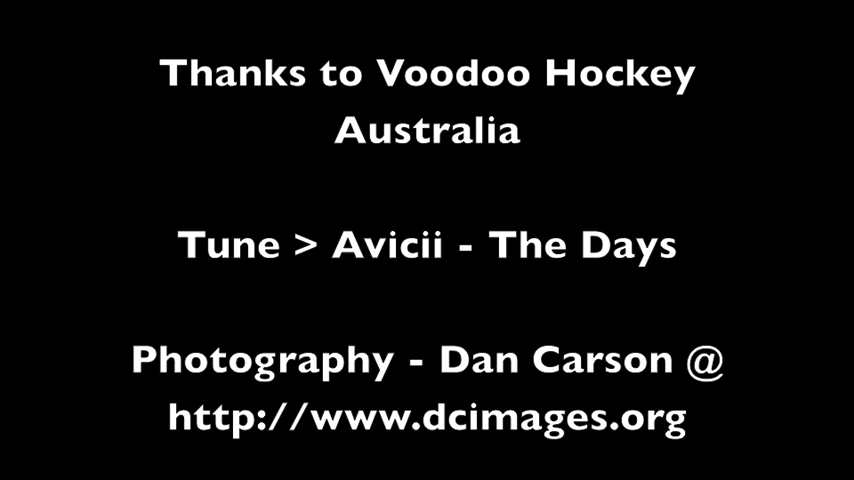 Thanks to Voodoo Hockey
Australia
Tune > Avicii - The Days
Photography - Dan Carson @
http://www.dcimages.org